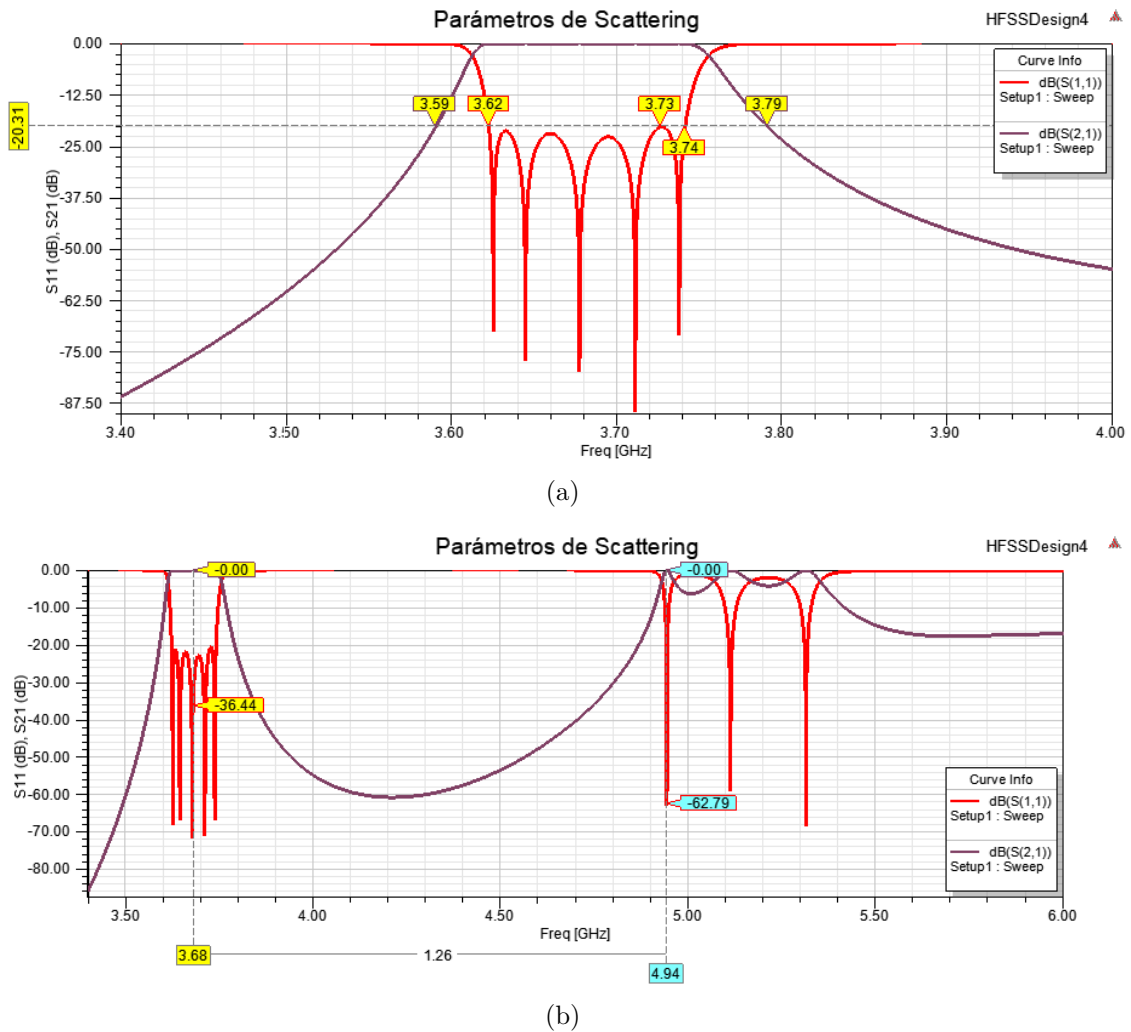 Parámetros de Scattering
HFSSDesign4
0.00
-12.50
-25.00
-37.50
-50.00
-62.50
-75.00
-87.50
S11 (dB), S21 (dB)
-20.31
3.59
3.62
3.73
3.74
3.79
Curve Info
dB(S(1,1))
Setup1 : Sweep
dB(S(2,1))
Setup1 : Sweep
3.40
3.50
3.60
3.70
3.80
3.90
4.00
Freq [GHz]
(a)
Parámetros de Scattering
HFSSDesign4
0.00
-10.00
-20.00
-30.00
-40.00
-50.00
-60.00
-70.00
-80.00
S11 (dB), S21 (dB)
-0.00
-0.00
-36.44
-62.79
Curve Info
dB(S(1,1))
Setup1 : Sweep
dB(S(2,1))
Setup1 : Sweep
3.50
4.00
4.50
5.00
5.50
6.00
Freq [GHz]
3.68
1.26
4.94
(b)